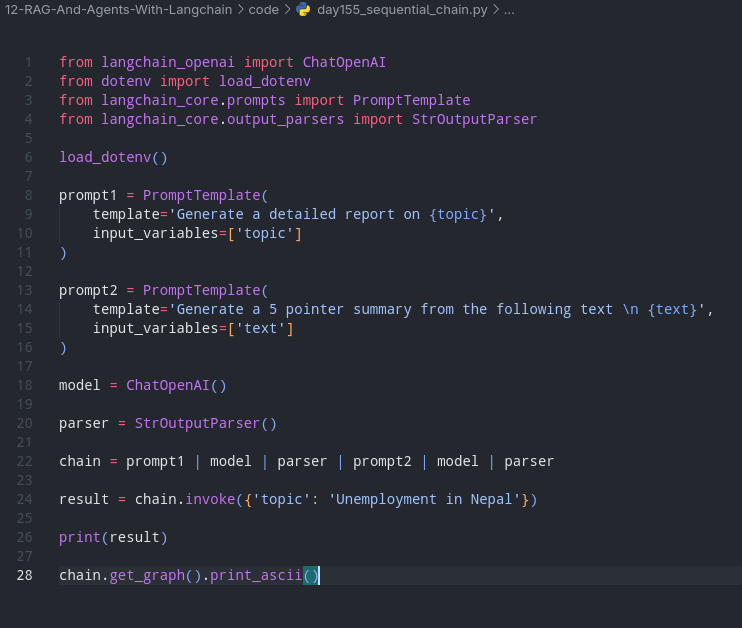 12-RAG-And-Agents-With-Langchain > code > day155_sequential_chain.py > ...
1 from langchain_openai import ChatOpenAI
2 from dotenv import load_dotenv
3 from langchain_core.prompts import PromptTemplate
4 from langchain_core.output_parsers import StrOutputParser
5
6 load_dotenv()
7
8 prompt1 = PromptTemplate(
9     template='Generate a detailed report on {topic}',
10     input_variables=['topic']
11 )
12
13 prompt2 = PromptTemplate(
14     template='Generate a 5 pointer summary from the following text \n {text}',
15     input_variables=['text']
16 )
17
18 model = ChatOpenAI()
19
20 parser = StrOutputParser()
21
22 chain = prompt1 | model | parser | prompt2 | model | parser
23
24 result = chain.invoke({'topic': 'Unemployment in Nepal'})
25
26 print(result)
27
28 chain.get_graph().print_ascii()